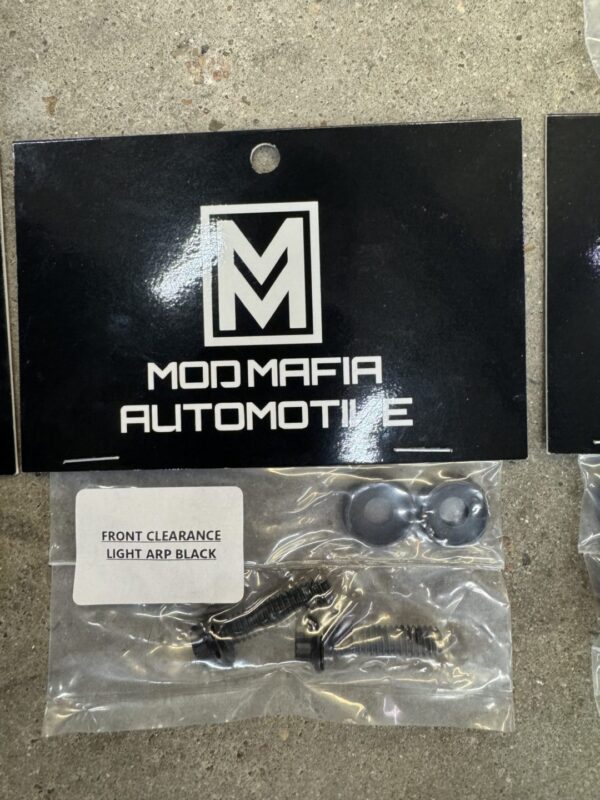 M
MOD MAFIA
AUTOMOTIVE
FRONT CLEARANCE
LIGHT ARP BLACK